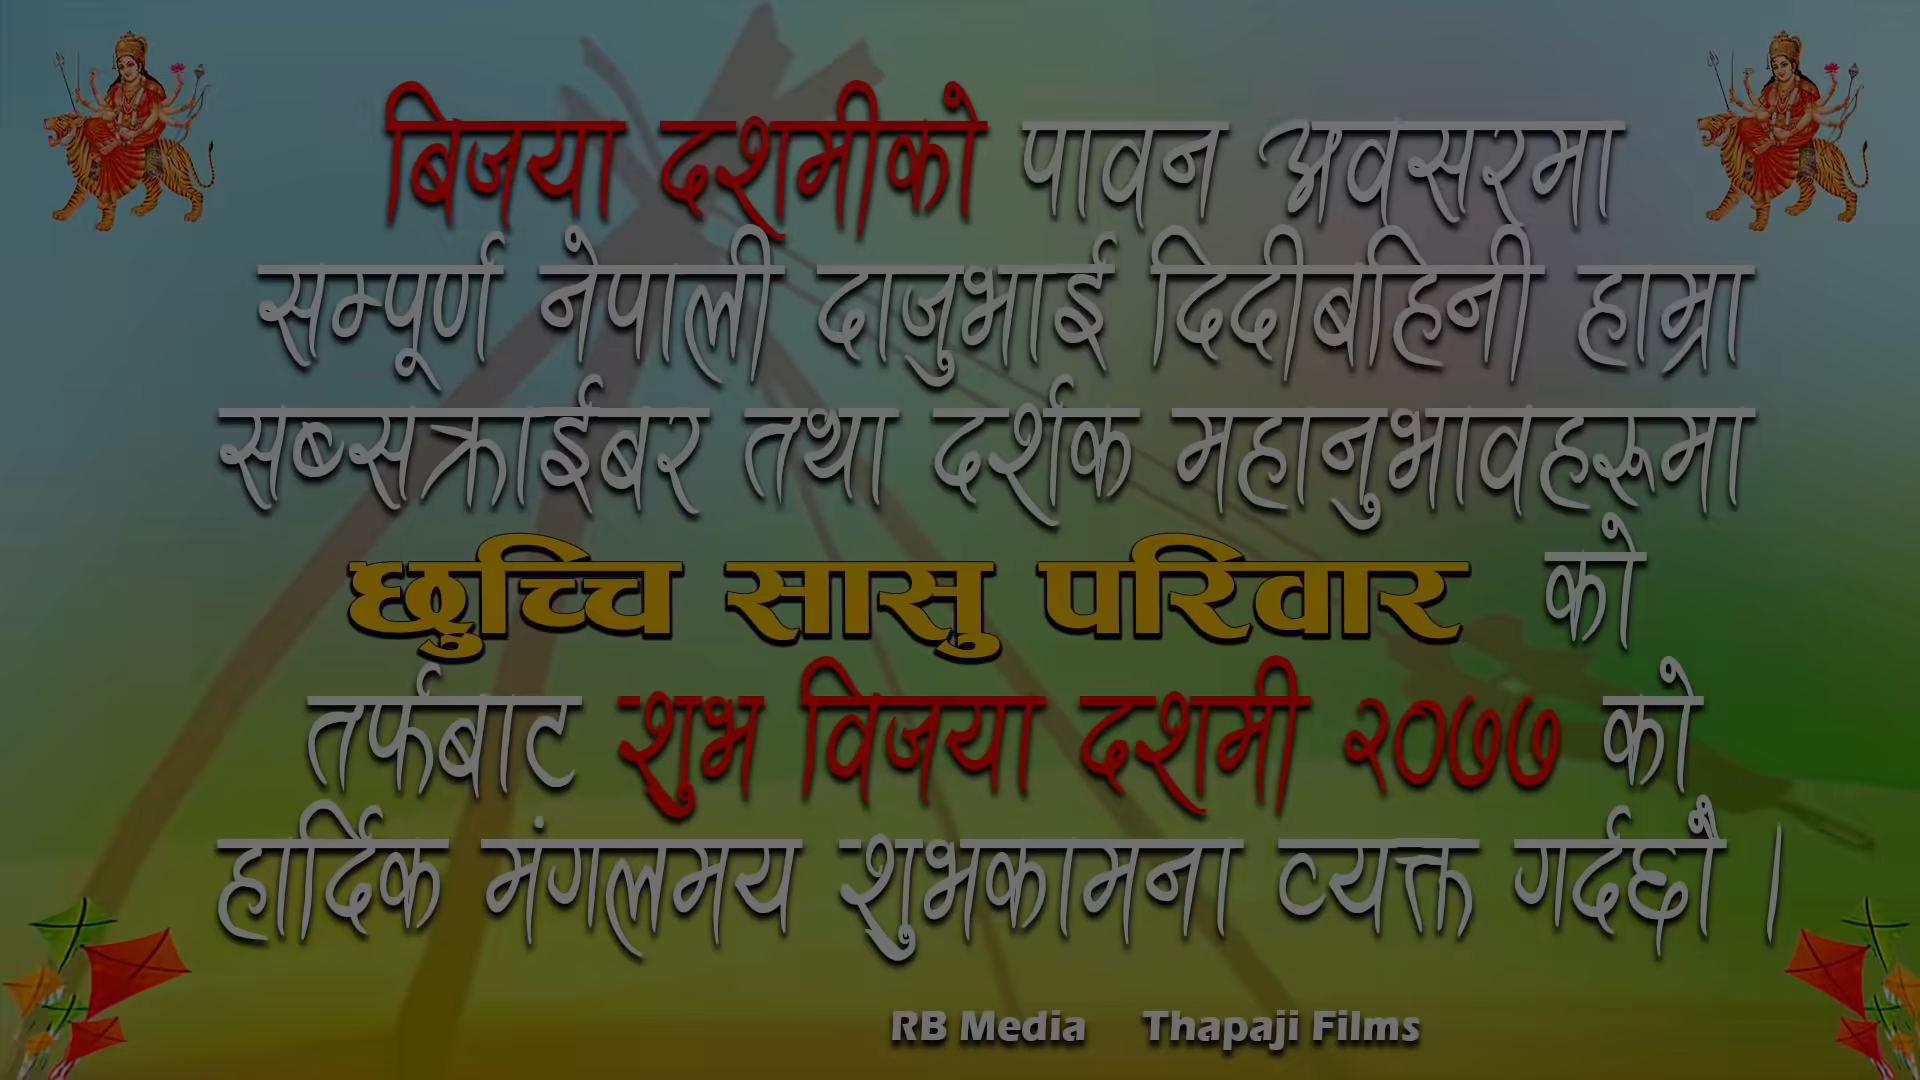 बिजया दशमीको पावन अवसरमा
सम्पूर्ण नेपाली दाजुभाई दिदीबहिनी हाम्रा
सब्सक्राईबर तथा दर्शक महानुभावहरूमा
छुच्चि सासु परिवार को
तर्फबाट शुभ विजया दशमी २०७७ को
हार्दिक मंगलमय शुभकामना व्यक्त गर्दछौ ।
RB Media Thapaji Films